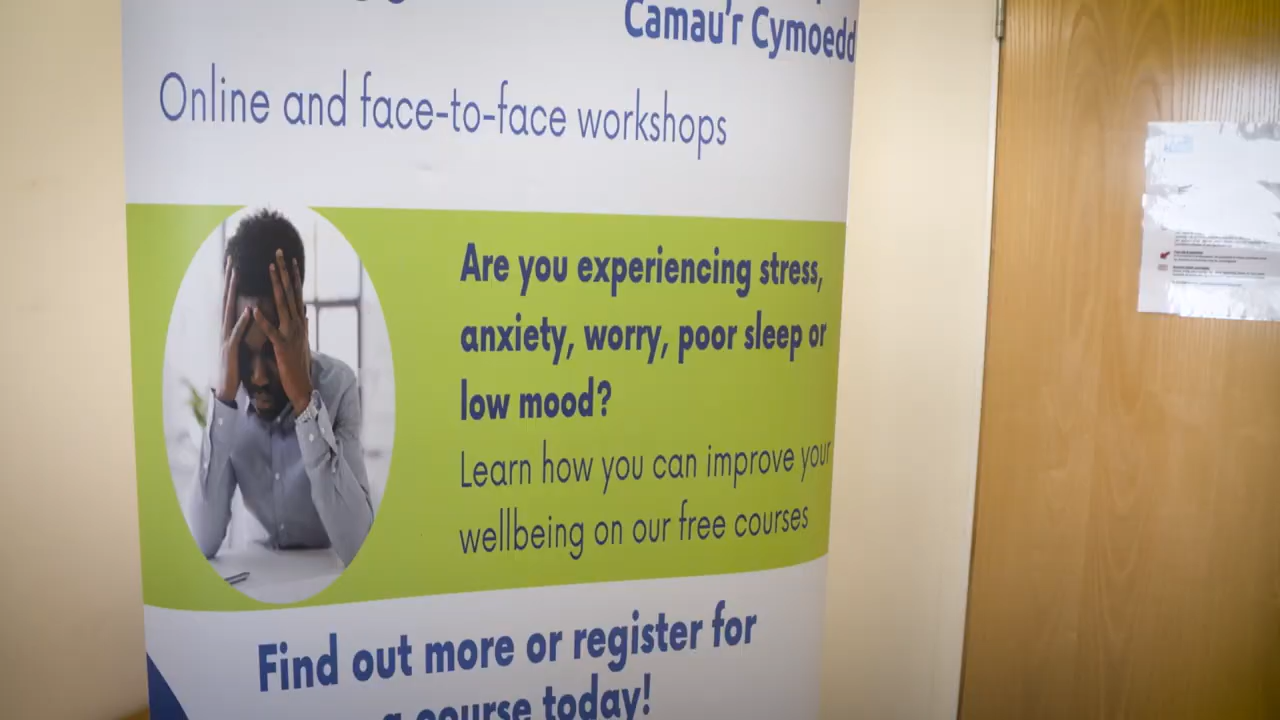 Camau'r Cymoedd
Online and face-to-face workshops
Are you experiencing stress,
anxiety, worry, poor sleep or
low mood?
Learn how you can improve your
wellbeing on our free courses
Find out more or register for
a course today!